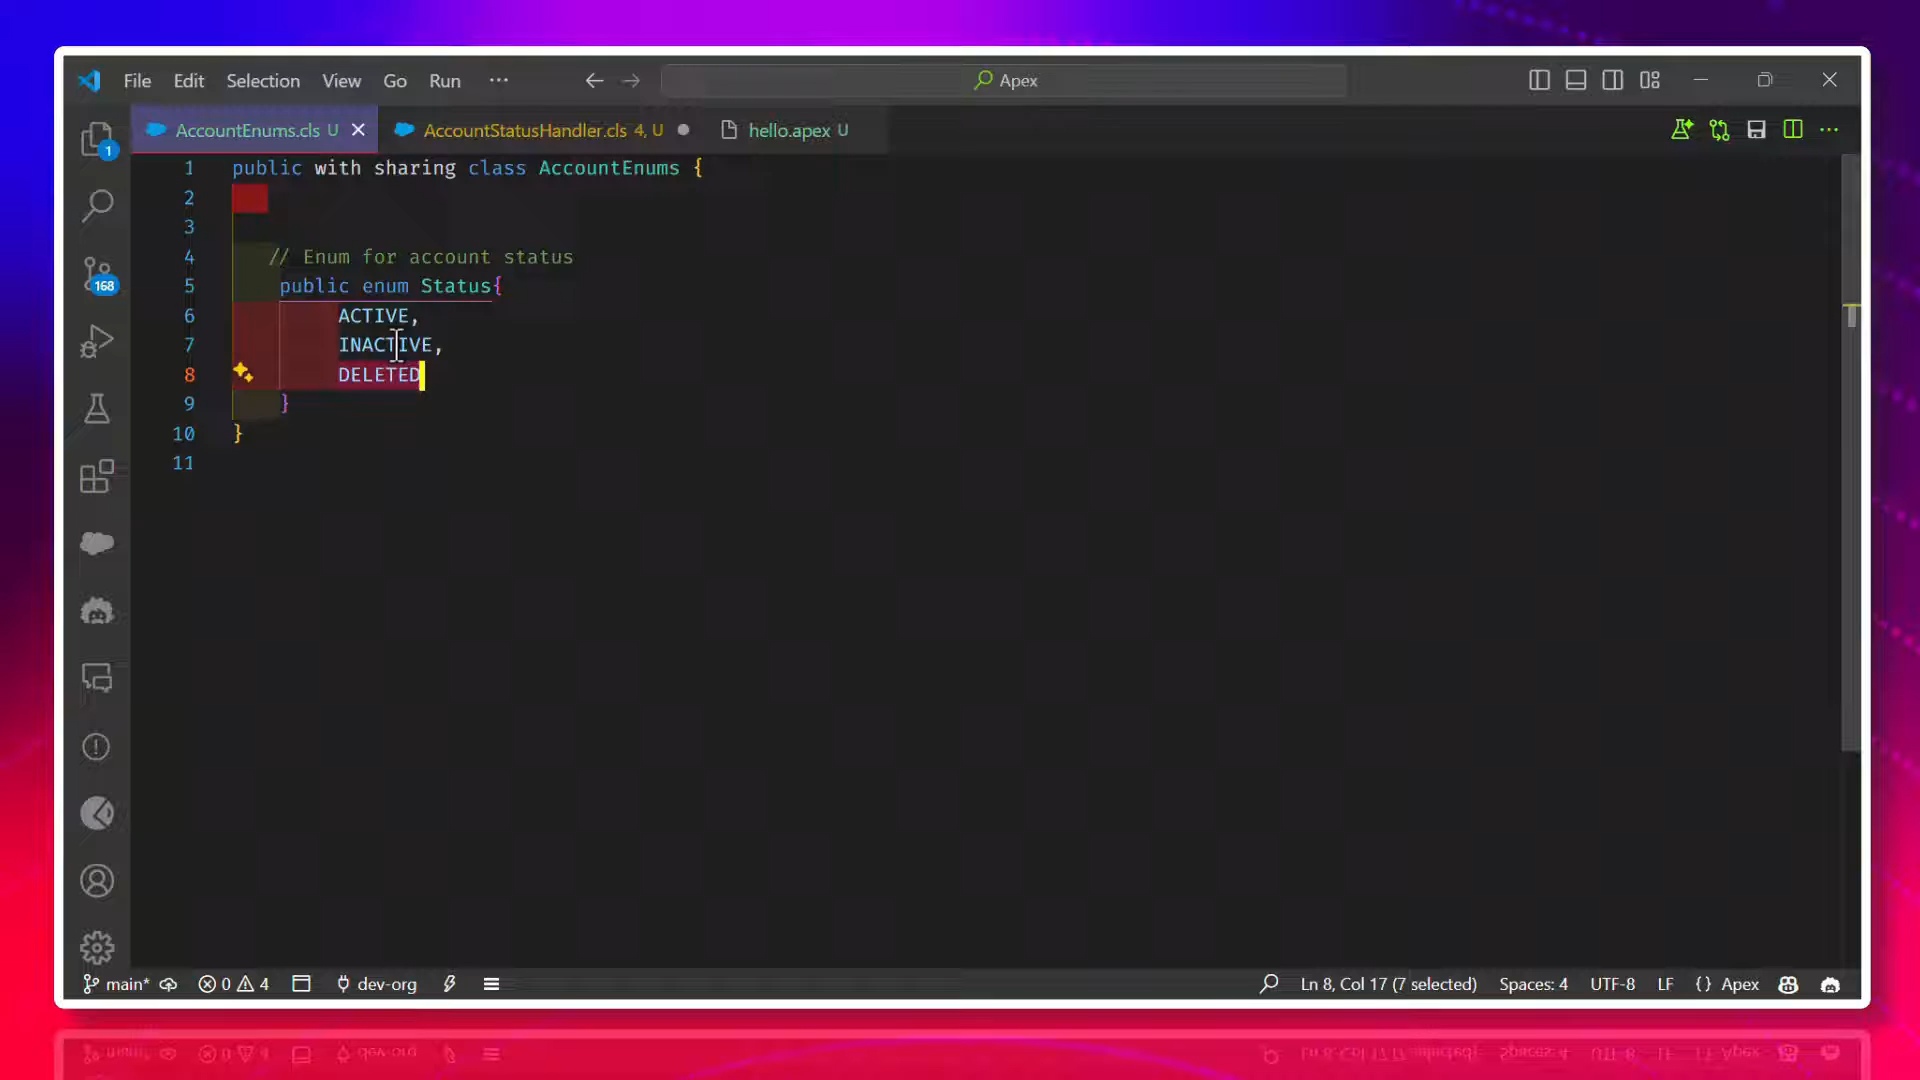 File Edit Selection View Go Run ··· Apex
AccountEnums.cls U AccountStatusHandler.cls 4, U hello.apex U
1 public with sharing class AccountEnums {
2
3
4 // Enum for account status
5 public enum Status{
6 ACTIVE,
7 INACTIVE,
8 DELETED
9 }
10 }
11
1
168
main* 0 4 dev-org Ln 8, Col 17 (7 selected) Spaces: 4 UTF-8 LF {} Apex